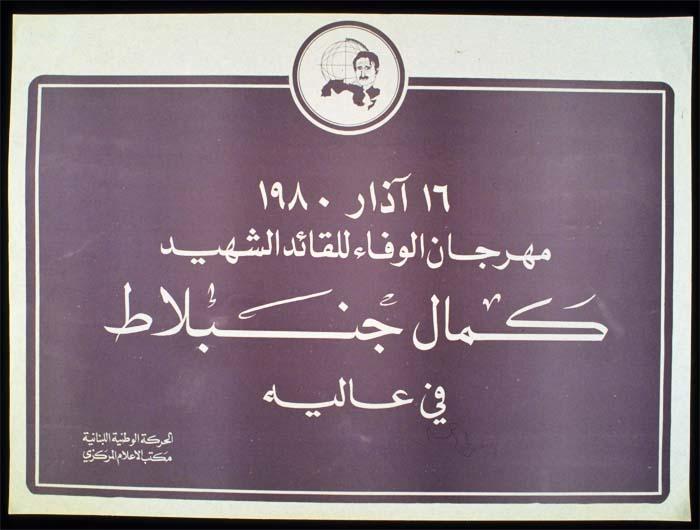 ١٦ آذار ١٩٨٠
مهرجان الوفاء للقائد الشهيد
كمال جنبلاط
في عاليه
الحركة الوطنية اللبنانية
مكتب الاعلام المركزي